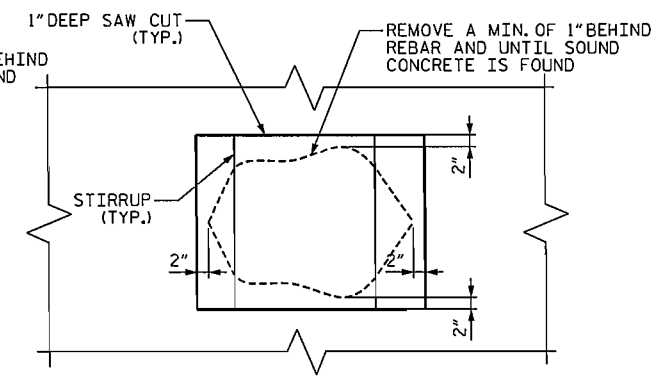 1" DEEP SAW CUT
(TYP.)
REMOVE A MIN. OF 1" BEHIND
REBAR AND UNTIL SOUND
CONCRETE IS FOUND
EHIND
ND
2"
STIRRUP
(TYP.)
2"
2"
2"